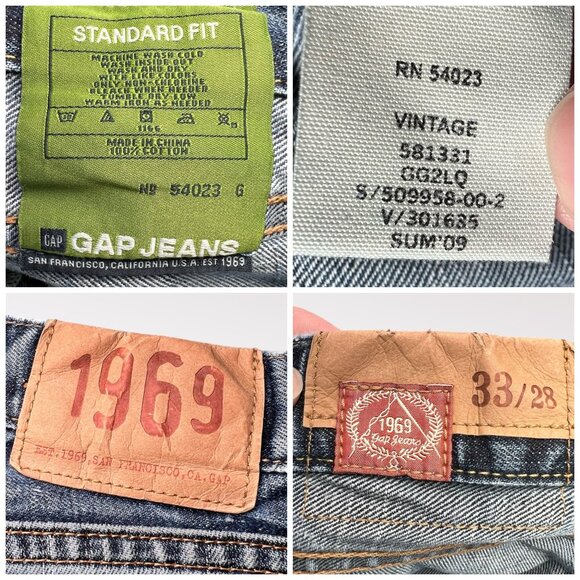 STANDARD FIT
MACHINE WASH COLD
WASH INSIDE OUT
WASH AND DRY
WITH LIKE COLORS
ONLY NON-CHLORINE
BLEACH WHEN NEEDED
TUMBLE DRY LOW
WARM IRON AS NEEDED
1166
MADE IN CHINA
100% COTTON
Nº 54023 G
GAP GAP JEANS
SAN FRANCISCO, CALIFORNIA U.S.A. EST 1969
RN 54023
VINTAGE
581331
GG2LQ
S/509958-00-2
V/301635
SUM'09
1969
EST.1969, SAN FRANCISCO, CA. GAP
33/28
1969
Gap Jeans